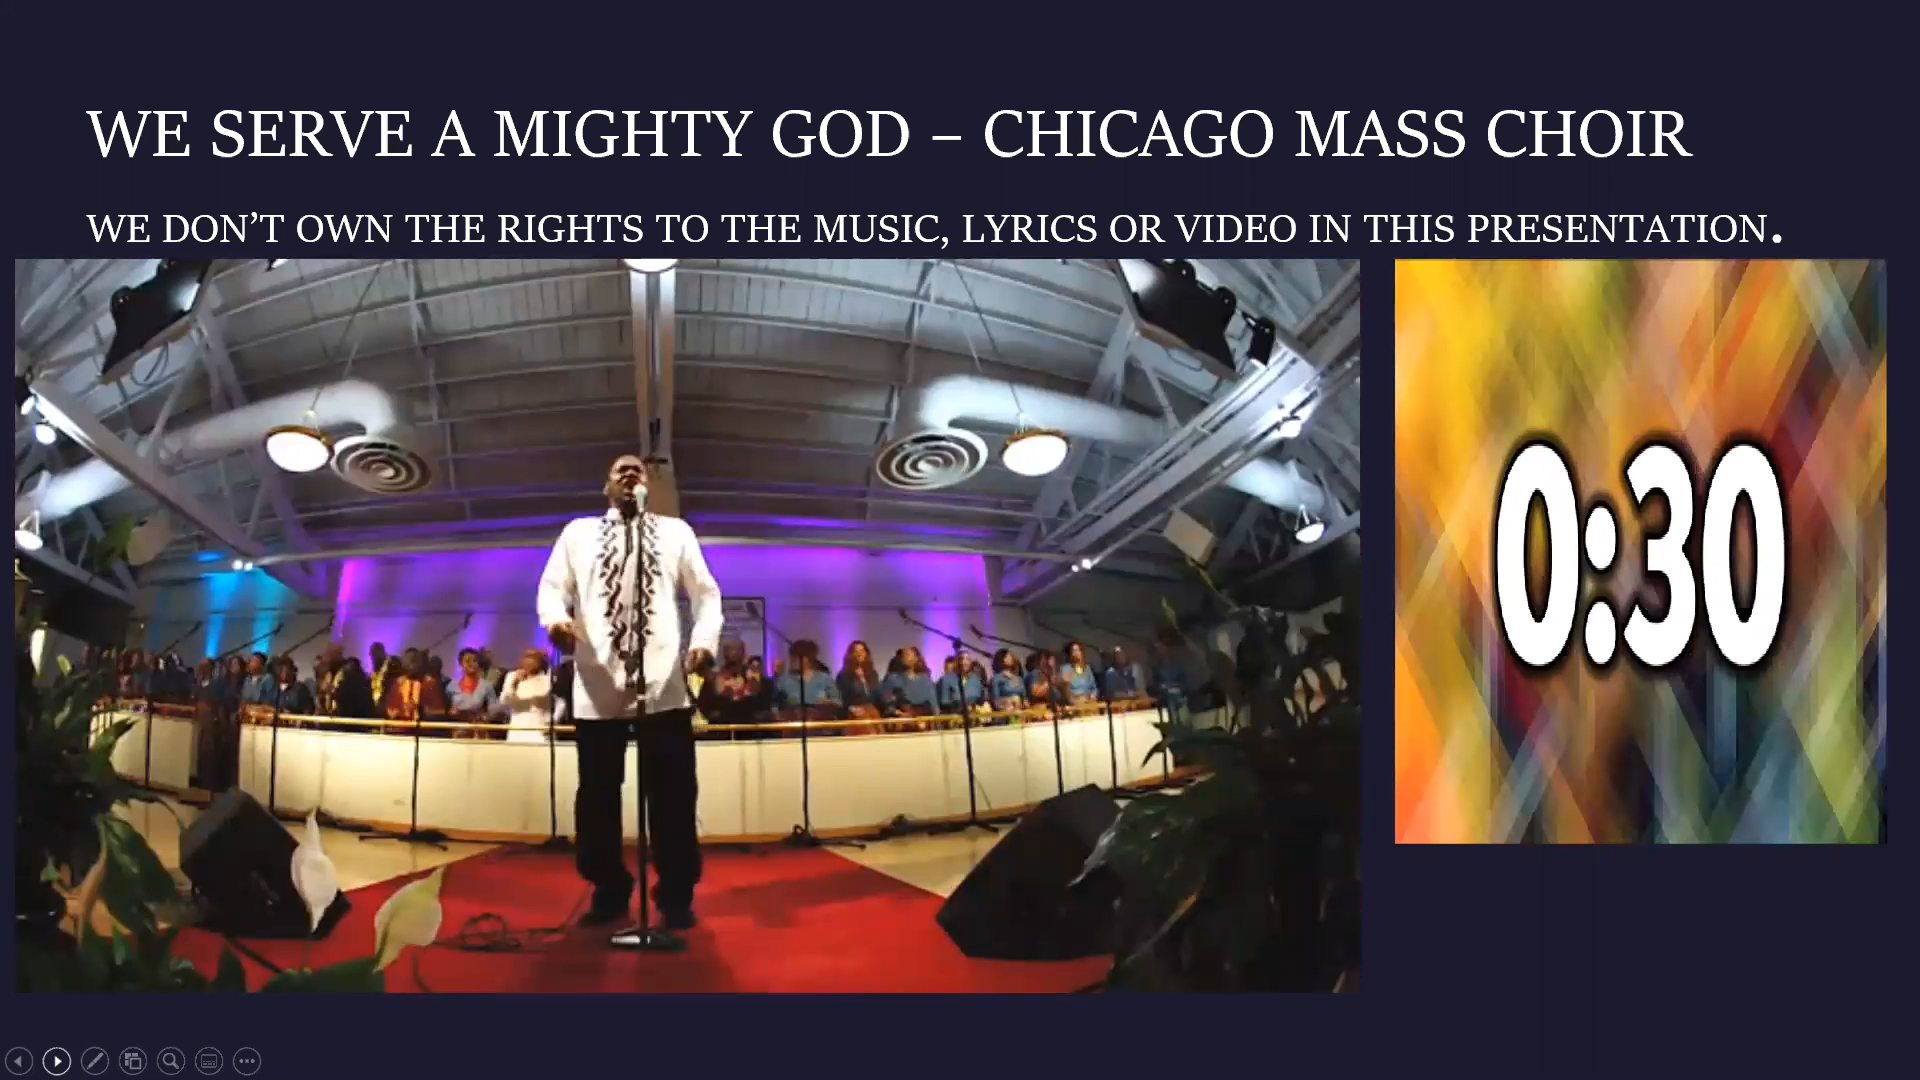 WE SERVE A MIGHTY GOD – CHICAGO MASS CHOIR
WE DON’T OWN THE RIGHTS TO THE MUSIC, LYRICS OR VIDEO IN THIS PRESENTATION.
0:30